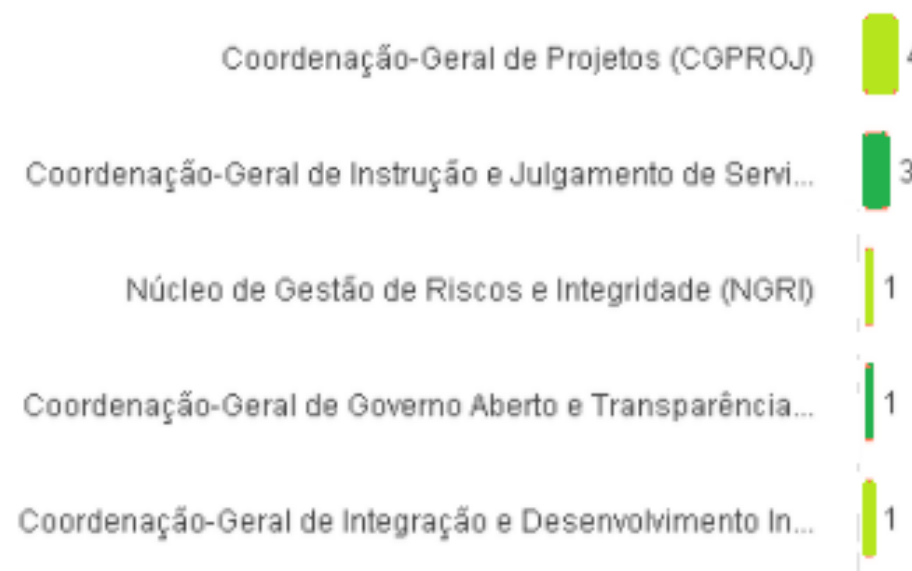 Coordenação-Geral de Projetos (CGPROJ) 4
Coordenação-Geral de Instrução e Julgamento de Servi... 3
Núcleo de Gestão de Riscos e Integridade (NGRI) 1
Coordenação-Geral de Governo Aberto e Transparência... 1
Coordenação-Geral de Integração e Desenvolvimento In... 1